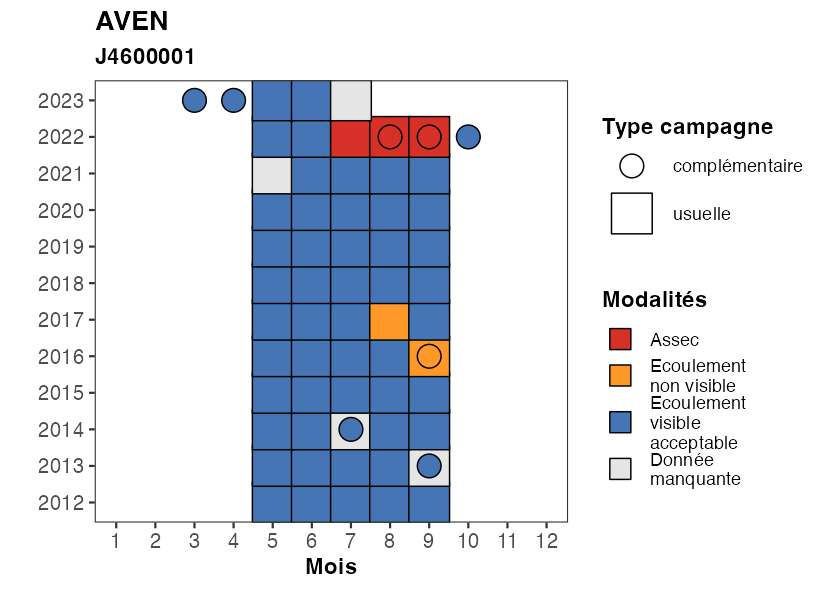 AVEN
J4600001
2023
2022
2021
2020
2019
2018
2017
2016
2015
2014
2013
2012
1 2 3 4 5 6 7 8 9 10 11 12
Mois
Type campagne
complémentaire
usuelle
Modalités
Assec
Ecoulement
non visible
Ecoulement
visible
acceptable
Donnée
manquante